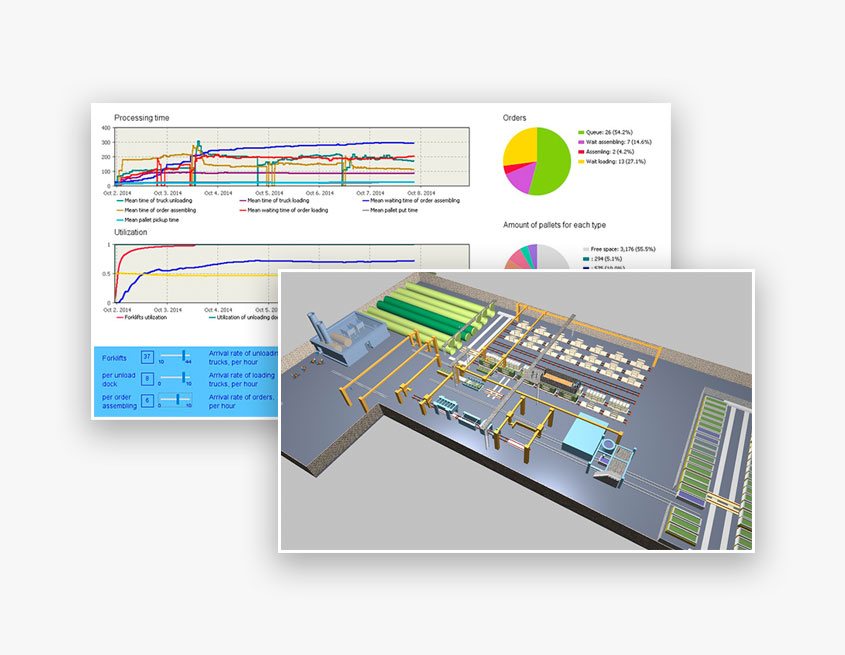 Processing time
Orders
400
300
200
100
0
Oct 2, 2014 Oct 3, 2014 Oct 4, 2014 Oct 5, 2014 Oct 6, 2014 Oct 7, 2014 Oct 8, 2014
Mean time of truck unloading Mean time of truck loading Mean waiting time of order assembling
Mean time of order assembling Mean waiting time of order loading Mean pallet put time
Mean pallet pickup time
Queue: 26 (54.2%)
Wait assembling: 7 (14.6%)
Assenling: 2 (4.2%)
Wait loading: 13 (27.1%)
Utilization
1
0.5
0
Oct 2, 2014 Oct 3, 2014 Oct 4, 2014 Oct 5, 2
Forklifts utilization Utilization of unloading do
Amount of pallets for each type
Free space: 3,176 (55.5%)
: 294 (5.1%)
Forklifts 37 10 44 Arrival rate of unloadin
trucks, per hour
per unload
dock 8 0 10 Arrival rate of loading
trucks, per hour
per order
assembling 6 0 10 Arrival rate of orders,
per hour